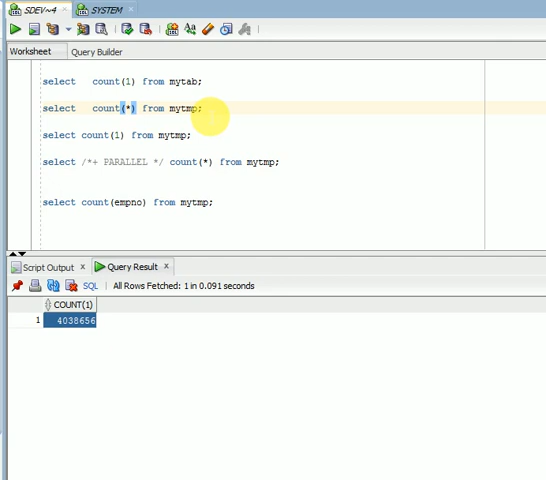 SDEV~4 SYSTEM
Worksheet Query Builder
select count(1) from mytab;
select count(*) from mytmp;
select count(1) from mytmp;
select /*+ PARALLEL */ count(*) from mytmp;
select count(empno) from mytmp;
Script Output Query Result
SQL All Rows Fetched: 1 in 0.091 seconds
COUNT(1)
1 4038656